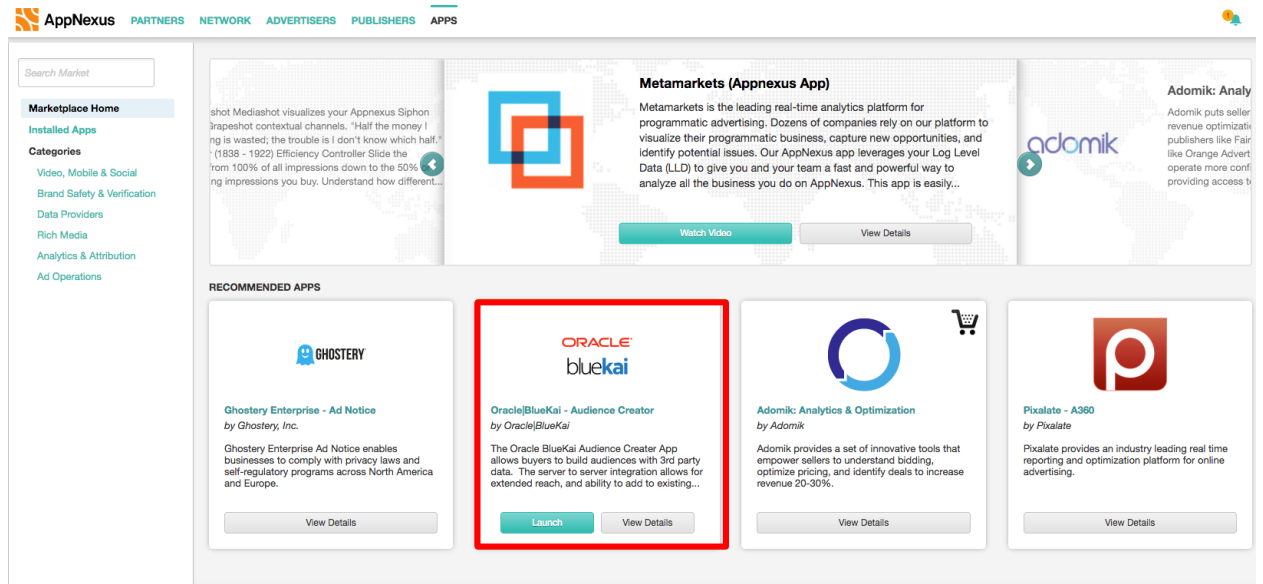 AppNexus PARTNERS NETWORK ADVERTISERS PUBLISHERS APPS
1
Search Market
Marketplace Home
Installed Apps
Categories
Video, Mobile & Social
Brand Safety & Verification
Data Providers
Rich Media
Analytics & Attribution
Ad Operations
shot Mediashot visualizes your Appnexus Siphon
Grapeshot contextual channels. "Half the money I
ng is wasted; the trouble is I don't know which half."
(1838 - 1922) Efficiency Controller Slide the
from 100% of all impressions down to the 50%
ng impressions you buy. Understand how different...
Metamarkets (Appnexus App)
Metamarkets is the leading real-time analytics platform for
programmatic advertising. Dozens of companies rely on our platform to
visualize their programmatic business, capture new opportunities, and
identify potential issues. Our AppNexus app leverages your Log Level
Data (LLD) to give you and your team a fast and powerful way to
analyze all the business you do on AppNexus. This app is easily...
Watch Video
View Details
adomik
Adomik: Analy
Adomik puts seller
revenue optimizati
publishers like Fair
like Orange Advert
operate more confi
providing access t
RECOMMENDED APPS
GHOSTERY
Ghostery Enterprise - Ad Notice
by Ghostery, Inc.
Ghostery Enterprise Ad Notice enables
businesses to comply with privacy laws and
self-regulatory programs across North America
and Europe.
View Details
ORACLE
bluekai
Oracle|BlueKai - Audience Creator
by Oracle|BlueKai
The Oracle BlueKai Audience Creater App
allows buyers to build audiences with 3rd party
data. The server to server integration allows for
extended reach, and ability to add to existing...
Launch
View Details
Adomik: Analytics & Optimization
by Adomik
Adomik provides a set of innovative tools that
empower sellers to understand bidding,
optimize pricing, and identify deals to increase
revenue 20-30%.
View Details
Pixalate - A360
by Pixalate
Pixalate provides an industry leading real time
reporting and optimization platform for online
advertising.
View Details